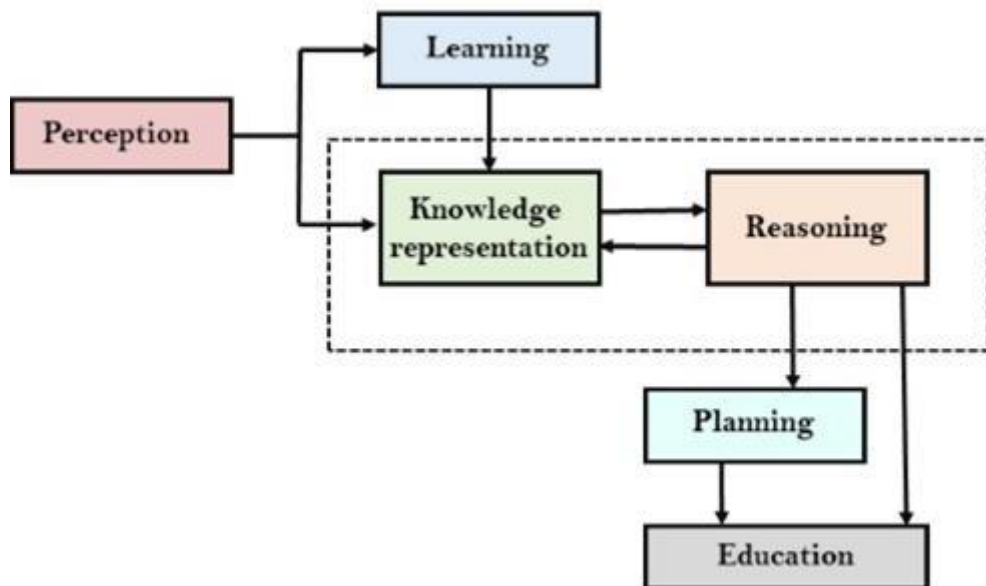 Learning
Perception
Knowledge
representation
Reasoning
Planning
Education